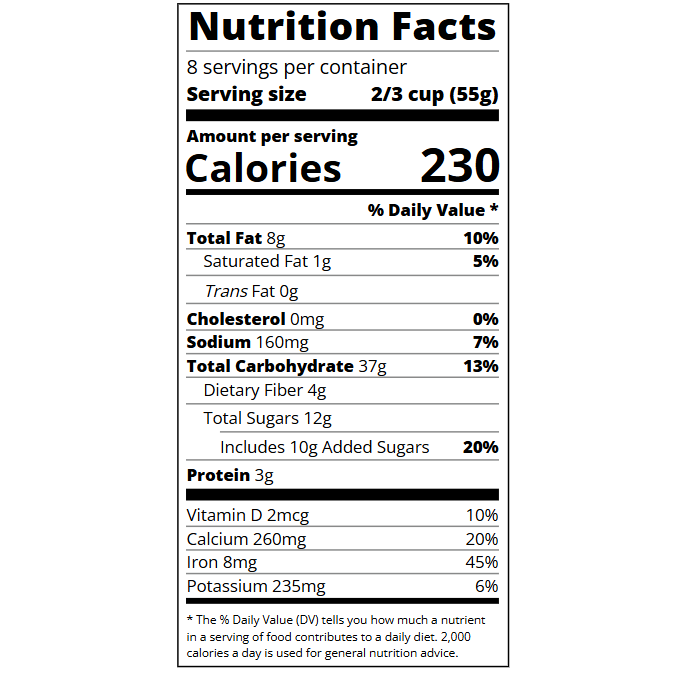 Nutrition Facts
8 servings per container
Serving size 2/3 cup (55g)
Amount per serving
Calories 230
% Daily Value *
Total Fat 8g 10%
Saturated Fat 1g 5%
Trans Fat 0g
Cholesterol 0mg 0%
Sodium 160mg 7%
Total Carbohydrate 37g 13%
Dietary Fiber 4g
Total Sugars 12g
Includes 10g Added Sugars 20%
Protein 3g
Vitamin D 2mcg 10%
Calcium 260mg 20%
Iron 8mg 45%
Potassium 235mg 6%
* The % Daily Value (DV) tells you how much a nutrient
in a serving of food contributes to a daily diet. 2,000
calories a day is used for general nutrition advice.